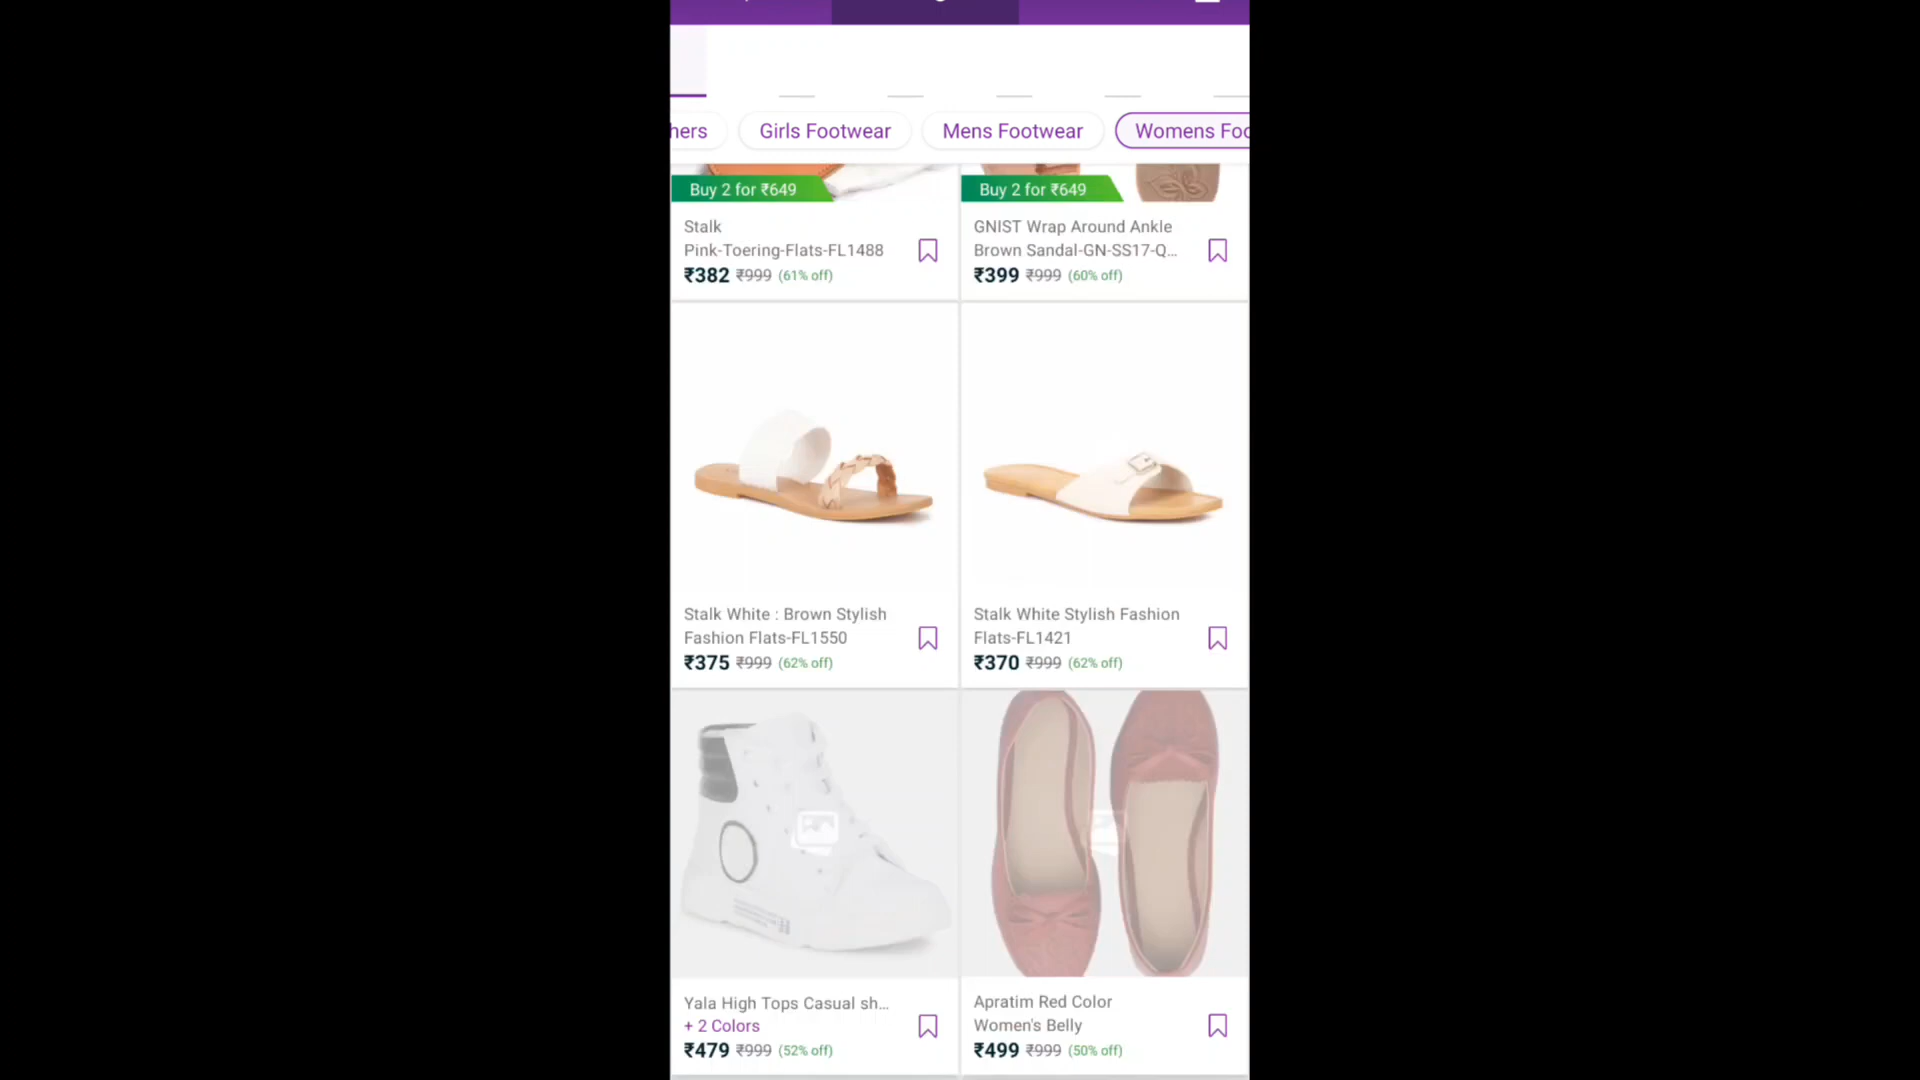 hers
Girls Footwear
Mens Footwear
Womens Foo
Buy 2 for ₹649
Buy 2 for ₹649
Stalk
Pink-Toering-Flats-FL1488
₹382 ₹999 (61% off)
GNIST Wrap Around Ankle
Brown Sandal-GN-SS17-Q...
₹399 ₹999 (60% off)
Stalk White : Brown Stylish
Fashion Flats-FL1550
₹375 ₹999 (62% off)
Stalk White Stylish Fashion
Flats-FL1421
₹370 ₹999 (62% off)
Yala High Tops Casual sh...
+ 2 Colors
₹479 ₹999 (52% off)
Apratim Red Color
Women's Belly
₹499 ₹999 (50% off)